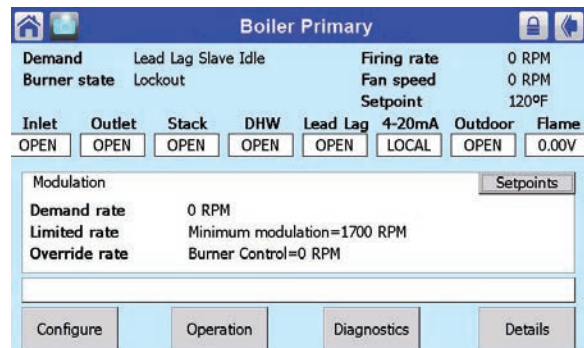 Boiler Primary
Demand Lead Lag Slave Idle Firing rate 0 RPM
Burner state Lockout Fan speed 0 RPM
Setpoint 120ºF
Inlet Outlet Stack DHW Lead Lag 4-20mA Outdoor Flame
OPEN OPEN OPEN OPEN OPEN LOCAL OPEN 0.00V
Modulation Setpoints
Demand rate 0 RPM
Limited rate Minimum modulation=1700 RPM
Override rate Burner Control=0 RPM
Configure Operation Diagnostics Details